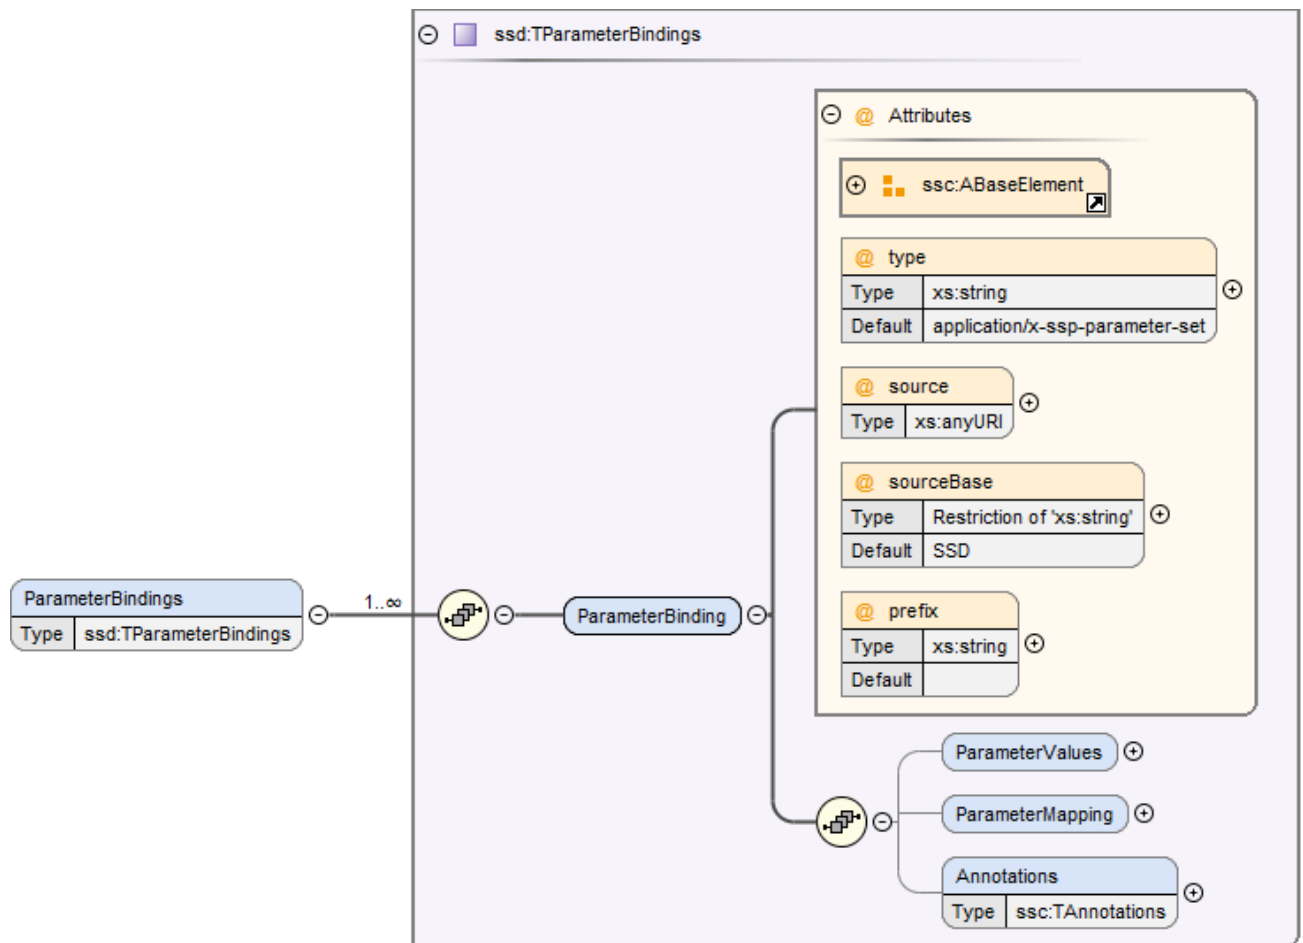 ssd:TParameterBindings
@ Attributes
ssc:ABaseElement
@ type
Type xs:string
Default application/x-ssp-parameter-set
@ source
Type xs:anyURI
@ sourceBase
Type Restriction of 'xs:string'
Default SSD
ParameterBindings
Type ssd:TParameterBindings
1..∞
ParameterBinding
@ prefix
Type xs:string
Default
ParameterValues
ParameterMapping
Annotations
Type ssc:TAnnotations